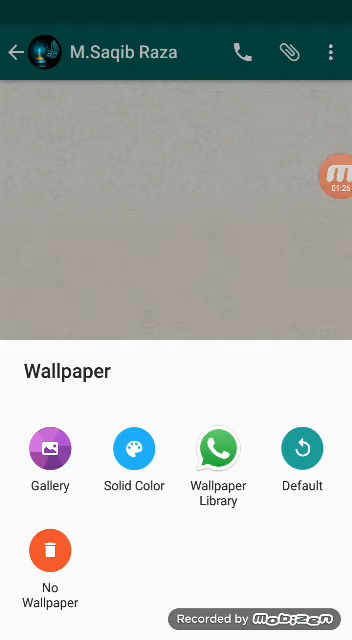 M.Saqib Raza
01:26
Wallpaper
Gallery
Solid Color
Wallpaper
Library
Default
No
Wallpaper
Recorded by mobizen